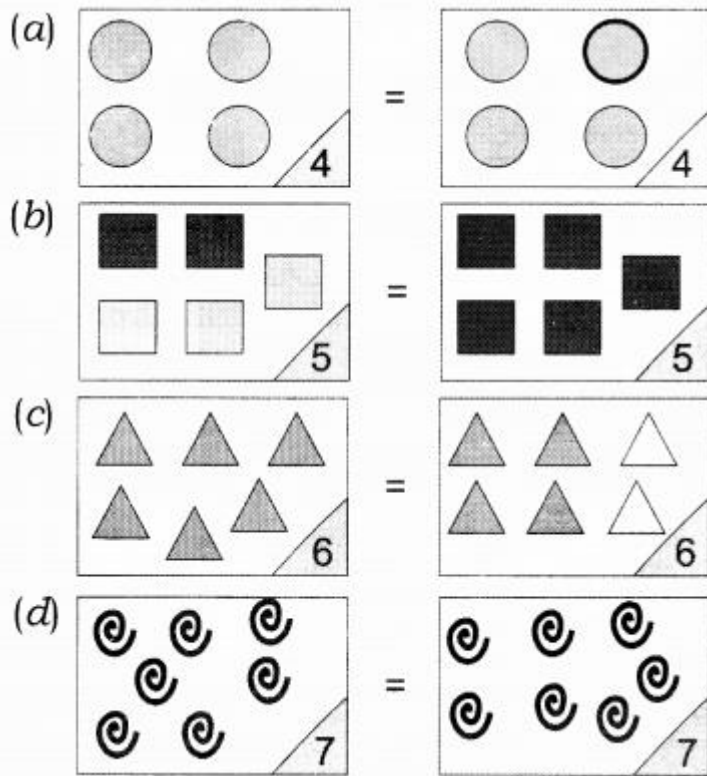 (a) 4 = 4
(b) 5 = 5
(c) 6 = 6
(d) 7 = 7